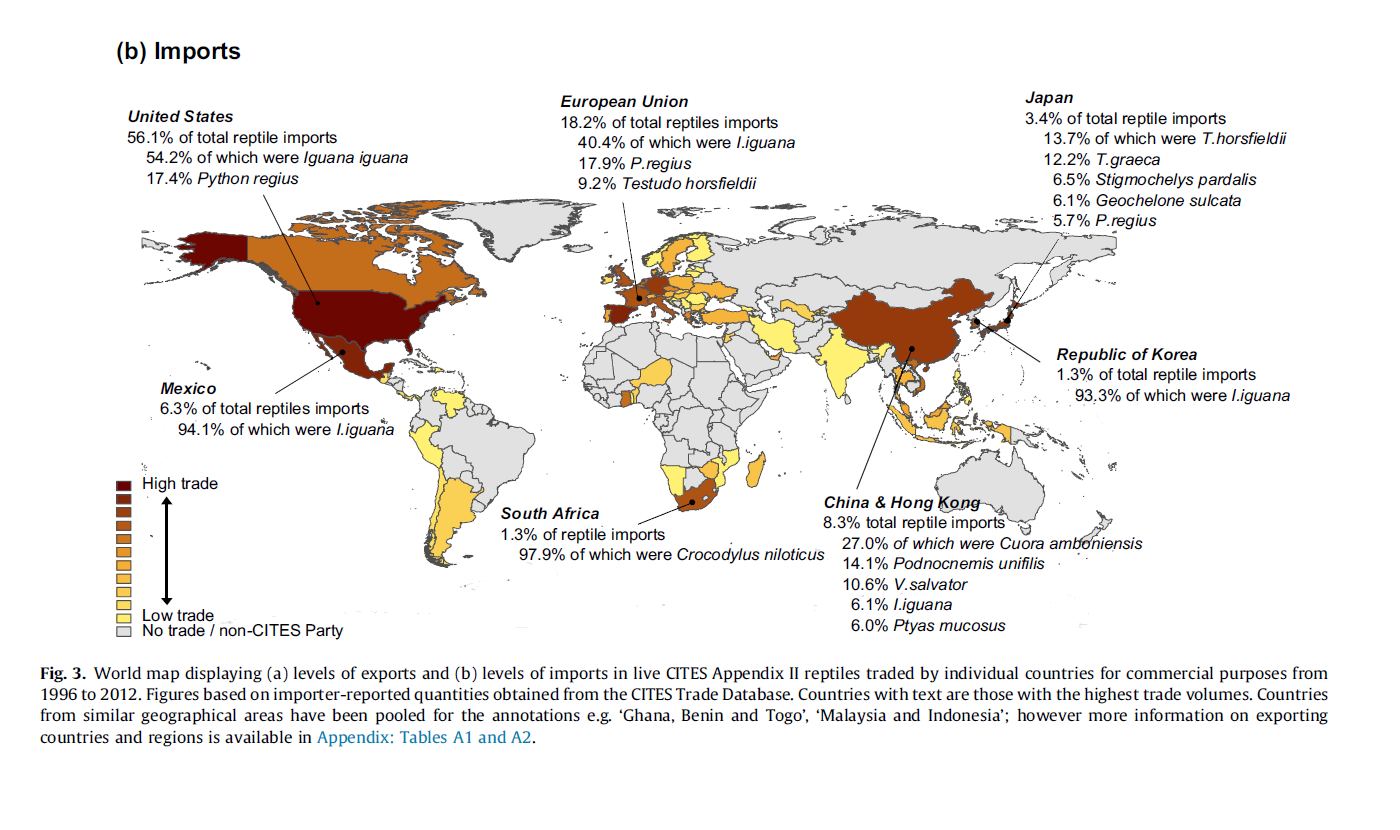 (b) Imports
United States
56.1% of total reptile imports
54.2% of which were Iguana iguana
17.4% Python regius
European Union
18.2% of total reptiles imports
40.4% of which were I.iguana
17.9% P.regius
9.2% Testudo horsfieldii
Japan
3.4% of total reptile imports
13.7% of which were T.horsfieldii
12.2% T.graeca
6.5% Stigmochelys pardalis
6.1% Geochelone sulcata
5.7% P.regius
Mexico
6.3% of total reptiles imports
94.1% of which were I.iguana
Republic of Korea
1.3% of total reptile imports
93.3% of which were I.iguana
South Africa
1.3% of reptile imports
97.9% of which were Crocodylus niloticus
China & Hong Kong
8.3% total reptile imports
27.0% of which were Cuora amboniensis
14.1% Podnocnemis unifilis
10.6% V.salvator
6.1% I.iguana
6.0% Ptyas mucosus
High trade
Low trade
No trade / non-CITES Party
Fig. 3. World map displaying (a) levels of exports and (b) levels of imports in live CITES Appendix II reptiles traded by individual countries for commercial purposes from
1996 to 2012. Figures based on importer-reported quantities obtained from the CITES Trade Database. Countries with text are those with the highest trade volumes. Countries
from similar geographical areas have been pooled for the annotations e.g. ‘Ghana, Benin and Togo’, ‘Malaysia and Indonesia’; however more information on exporting
countries and regions is available in Appendix: Tables A1 and A2.